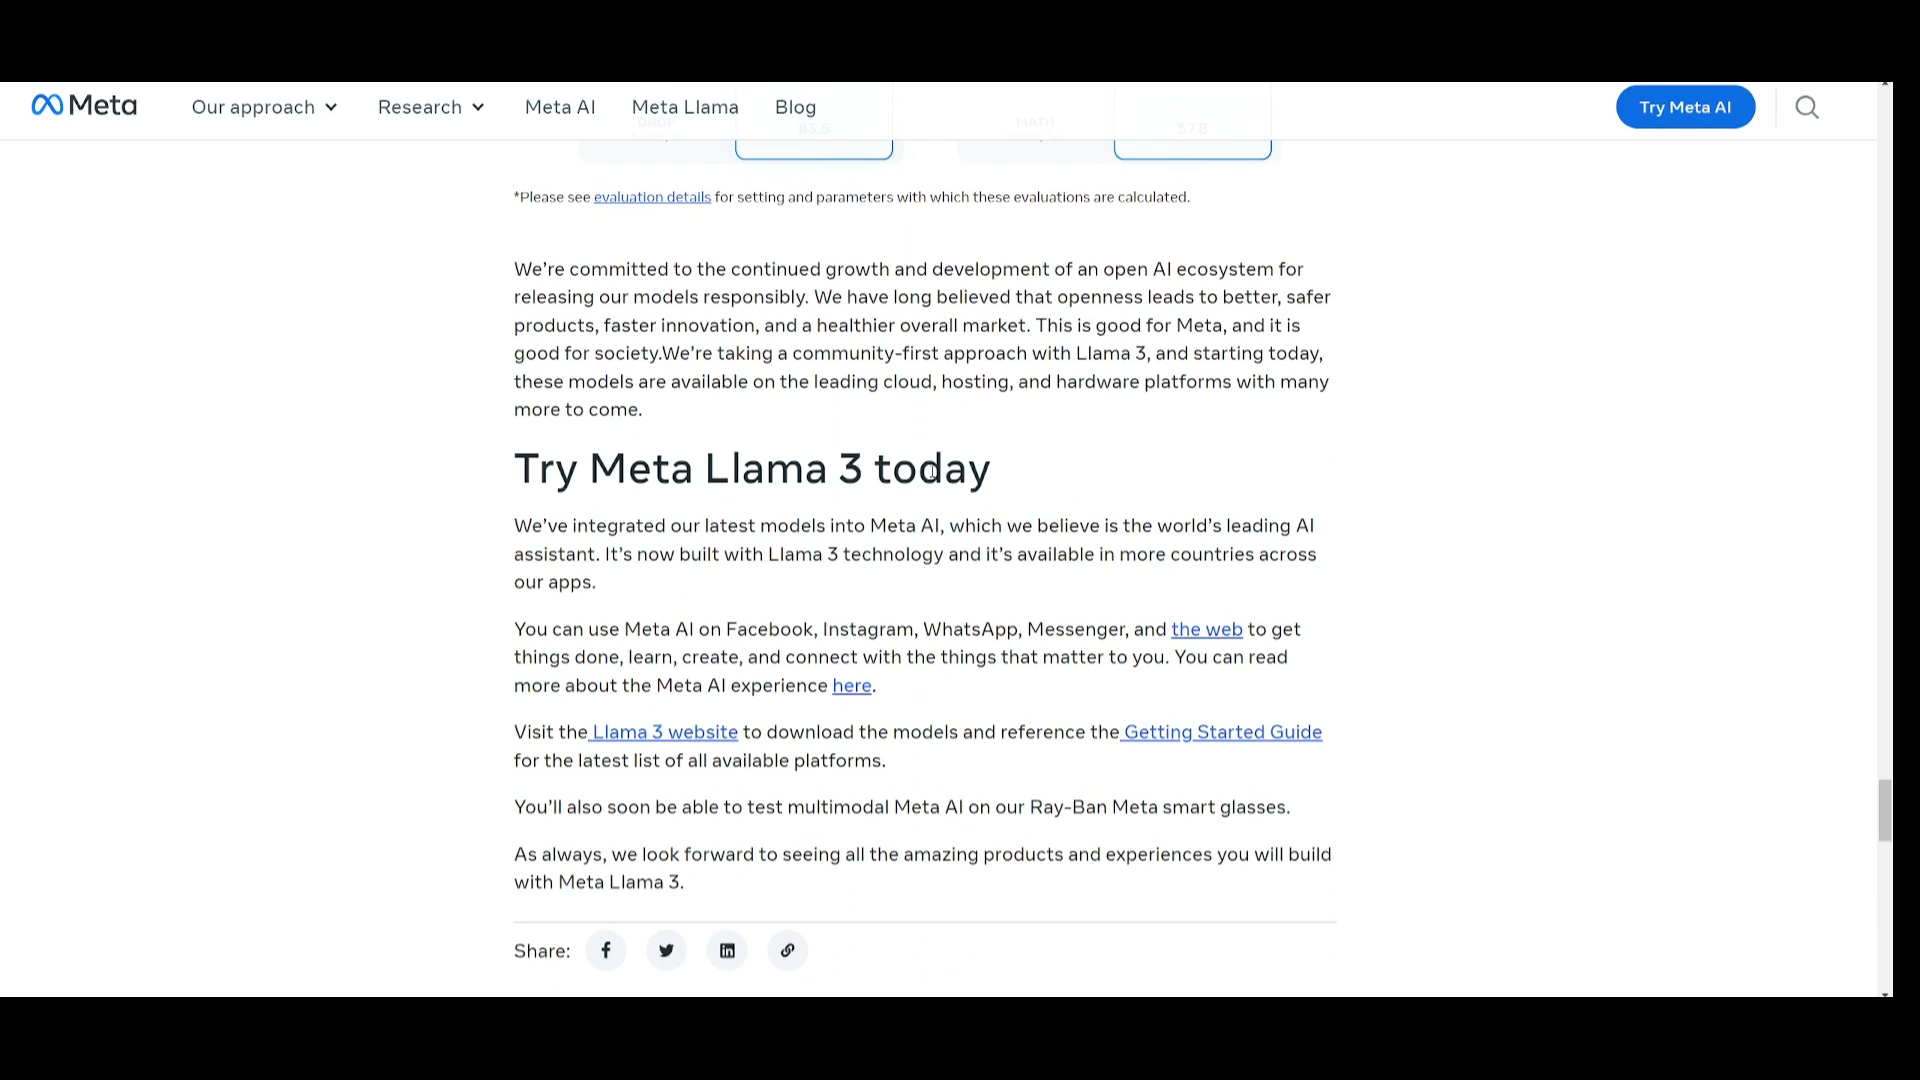 Meta
Our approach
Research
Meta AI
Meta Llama
Blog
Try Meta AI
DROP
83.5
MATH
57.8
*Please see evaluation details for setting and parameters with which these evaluations are calculated.
We’re committed to the continued growth and development of an open AI ecosystem for
releasing our models responsibly. We have long believed that openness leads to better, safer
products, faster innovation, and a healthier overall market. This is good for Meta, and it is
good for society.We’re taking a community-first approach with Llama 3, and starting today,
these models are available on the leading cloud, hosting, and hardware platforms with many
more to come.
Try Meta Llama 3 today
We’ve integrated our latest models into Meta AI, which we believe is the world’s leading AI
assistant. It’s now built with Llama 3 technology and it’s available in more countries across
our apps.
You can use Meta AI on Facebook, Instagram, WhatsApp, Messenger, and the web to get
things done, learn, create, and connect with the things that matter to you. You can read
more about the Meta AI experience here.
Visit the Llama 3 website to download the models and reference the Getting Started Guide
for the latest list of all available platforms.
You’ll also soon be able to test multimodal Meta AI on our Ray-Ban Meta smart glasses.
As always, we look forward to seeing all the amazing products and experiences you will build
with Meta Llama 3.
Share: